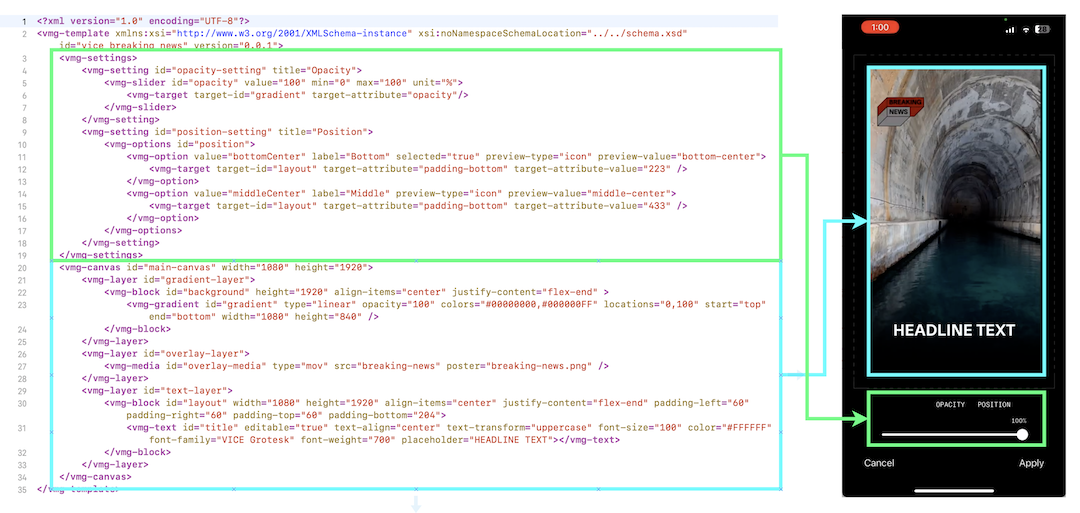 1 <?xml version="1.0" encoding="UTF-8"?>
2 <vmg-template xmlns:xsi="http://www.w3.org/2001/XMLSchema-instance" xsi:noNamespaceSchemaLocation="../../schema.xsd"
id="vice_breaking_news" version="0.0.1">
3 <vmg-settings>
4 <vmg-setting id="opacity-setting" title="Opacity">
5 <vmg-slider id="opacity" value="100" min="0" max="100" unit="%">
6 <vmg-target target-id="gradient" target-attribute="opacity"/>
7 </vmg-slider>
8 </vmg-setting>
9 <vmg-setting id="position-setting" title="Position">
10 <vmg-options id="position">
11 <vmg-option value="bottomCenter" label="Bottom" selected="true" preview-type="icon" preview-value="bottom-center">
12 <vmg-target target-id="layout" target-attribute="padding-bottom" target-attribute-value="223" />
13 </vmg-option>
14 <vmg-option value="middleCenter" label="Middle" preview-type="icon" preview-value="middle-center">
15 <vmg-target target-id="layout" target-attribute="padding-bottom" target-attribute-value="433" />
16 </vmg-option>
17 </vmg-options>
18 </vmg-setting>
19 </vmg-settings>
20 <vmg-canvas id="main-canvas" width="1080" height="1920">
21 <vmg-layer id="gradient-layer">
22 <vmg-block id="background" height="1920" align-items="center" justify-content="flex-end" >
23 <vmg-gradient id="gradient" type="linear" opacity="100" colors="#00000000,#000000FF" locations="0,100" start="top"
end="bottom" width="1080" height="840" />
24 </vmg-block>
25 </vmg-layer>
26 <vmg-layer id="overlay-layer">
27 <vmg-media id="overlay-media" type="mov" src="breaking-news" poster="breaking-news.png" />
28 </vmg-layer>
29 <vmg-layer id="text-layer">
30 <vmg-block id="layout" width="1080" height="1920" align-items="center" justify-content="flex-end" padding-left="60"
padding-right="60" padding-top="60" padding-bottom="204">
31 <vmg-text id="title" editable="true" text-align="center" text-transform="uppercase" font-size="100" color="#FFFFFF"
font-family="VICE Grotesk" font-weight="700" placeholder="HEADLINE TEXT"></vmg-text>
32 </vmg-block>
33 </vmg-layer>
34 </vmg-canvas>
35 </vmg-template>
1:00
28
BREAKING
NEWS
HEADLINE TEXT
OPACITY POSITION
100%
Cancel Apply